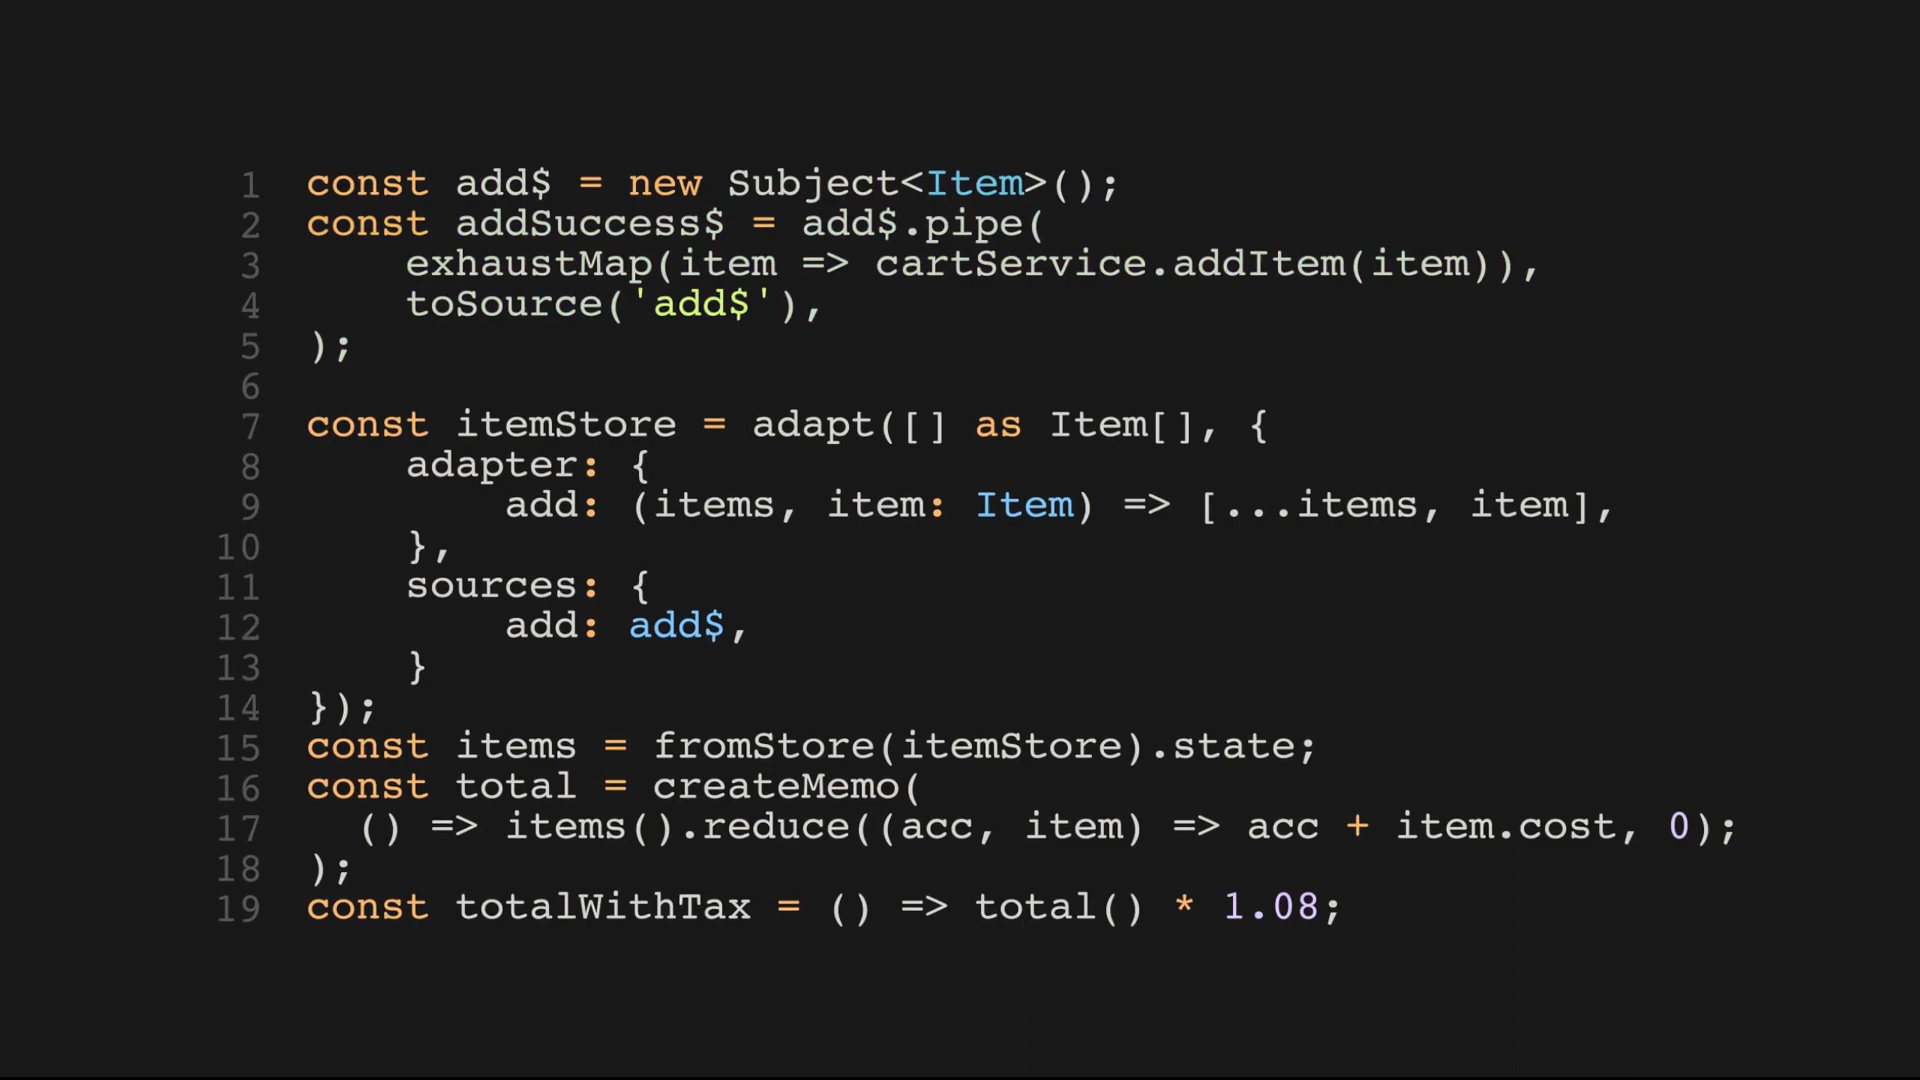 1 const add$ = new Subject<Item>();
2 const addSuccess$ = add$.pipe(
3     exhaustMap(item => cartService.addItem(item)),
4     toSource('add$'),
5 );
6
7 const itemStore = adapt([] as Item[], {
8     adapter: {
9         add: (items, item: Item) => [...items, item],
10     },
11     sources: {
12         add: add$,
13     }
14 });
15 const items = fromStore(itemStore).state;
16 const total = createMemo(
17   () => items().reduce((acc, item) => acc + item.cost, 0);
18 );
19 const totalWithTax = () => total() * 1.08;